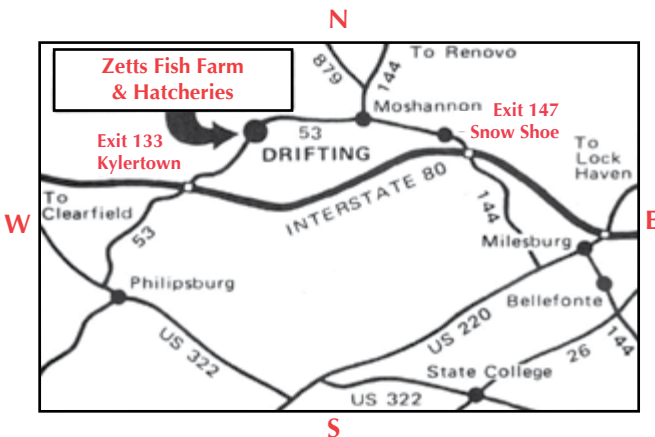 N
Zetts Fish Farm
& Hatcheries
879
144
To Renovo
Moshannon
Exit 147
Snow Shoe
Exit 133
Kylertown
53
DRIFTING
To
Lock
Haven
INTERSTATE 80
To
Clearfield
W
E
53
144
Milesburg
Philipsburg
Bellefonte
US 220
US 322
26
144
State College
US 322
S